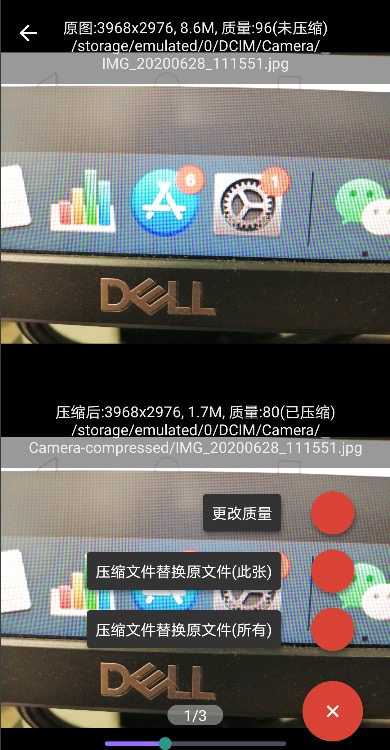 原图:3968x2976, 8.6M, 质量:96(未压缩)
/storage/emulated/0/DCIM/Camera/
IMG_20200628_111551.jpg
6
1
DELL
压缩后:3968x2976, 1.7M, 质量:80(已压缩)
/storage/emulated/0/DCIM/Camera/
Camera-compressed/IMG_20200628_111551.jpg
更改质量
压缩文件替换原文件(此张)
压缩文件替换原文件(所有)
DELL
1/3